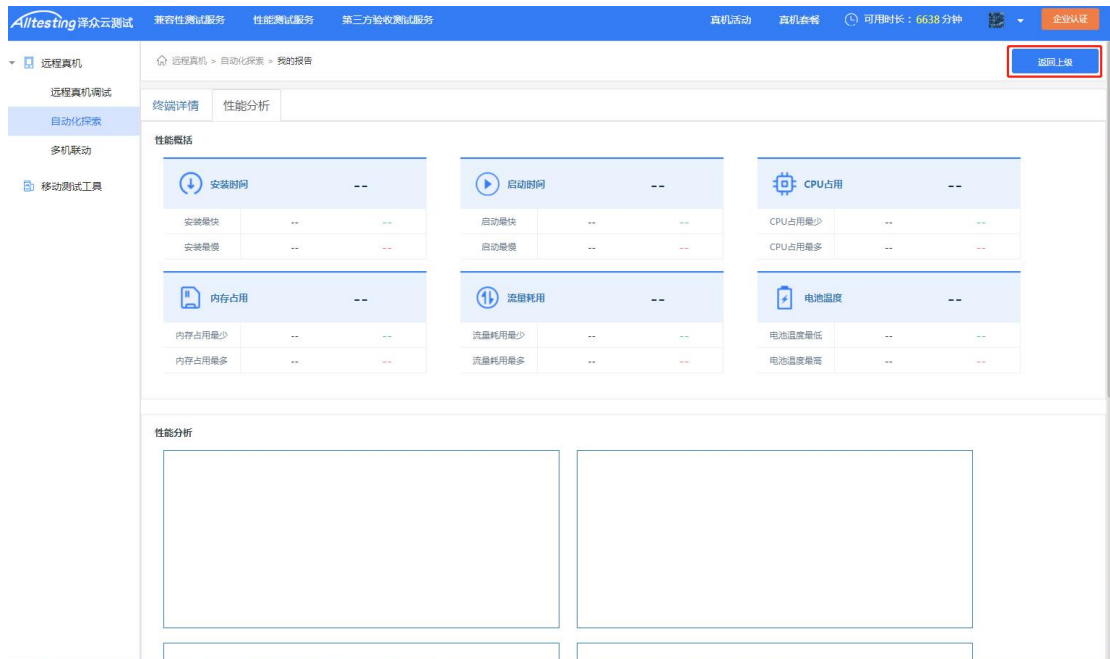 Alltesting泽众云测试 兼容性测试服务 性能测试服务 第三方验收测试服务 真机活动 真机套餐 可用时长：6638分钟 企业认证
远程真机
远程真机调试
自动化探索
多机联动
移动测试工具
远程真机 > 自动化探索 > 我的报告 返回上级
终端详情 性能分析
性能概括
安装时间 -- 启动时间 -- CPU占用 --
安装最快 -- -- 启动最快 -- -- CPU占用最少 -- --
安装最慢 -- -- 启动最慢 -- -- CPU占用最多 -- --
内存占用 -- 流量耗用 -- 电池温度 --
内存占用最少 -- -- 流量耗用最少 -- -- 电池温度最低 -- --
内存占用最多 -- -- 流量耗用最多 -- -- 电池温度最高 -- --
性能分析